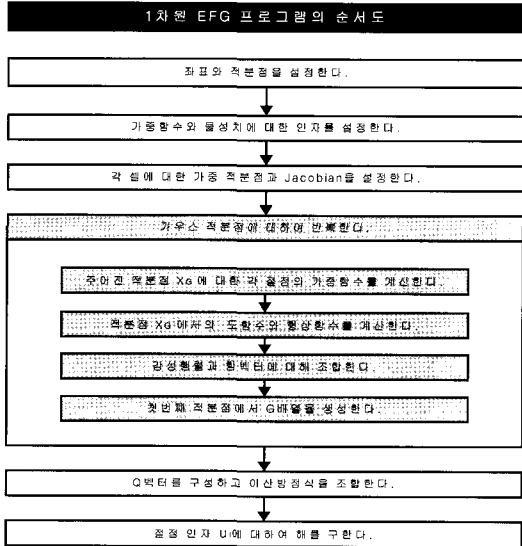 1차원 EFG 프로그램의 순서도
좌표와 적분점을 설정한다.
가중함수와 물성치에 대한 인자를 설정한다.
각 셀에 대한 가중 적분점과 Jacobian을 설정한다.
가우스 적분점에 대하여 반복한다.
주어진 적분점 XG에 대한 각 절점의 가중함수를 계산한다.
적분점 XG에서의 도함수와 형상함수를 계산한다.
강성행렬과 힘벡터에 대해 조합한다.
첫번째 적분점에서 G배열을 생성한다.
Q벡터를 구성하고 이산방정식을 조합한다.
절점 인자 Ui에 대하여 해를 구한다.